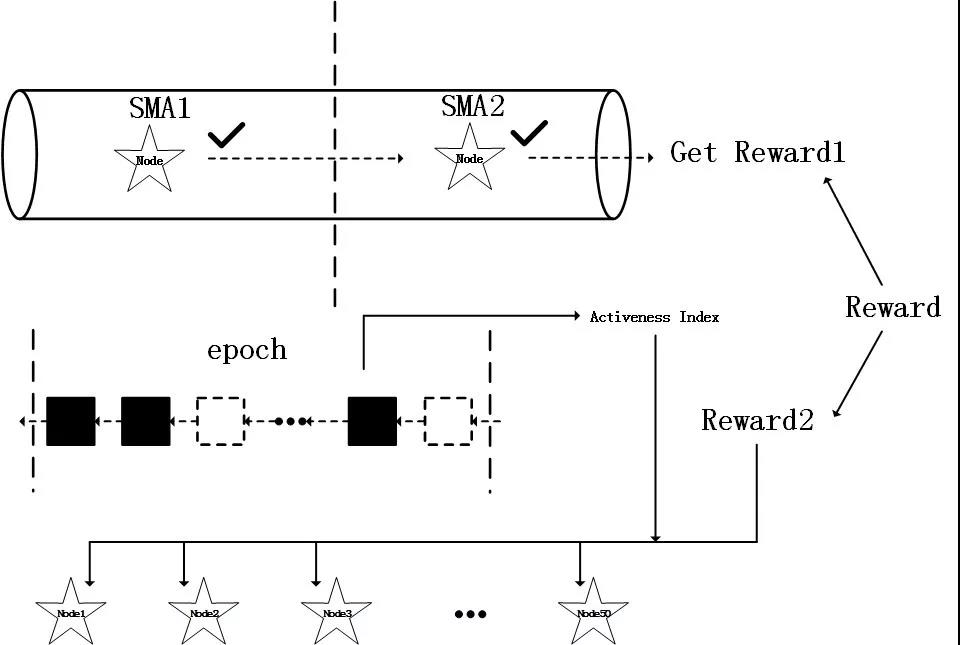 SMA1
SMA2
Node
Node
Get Reward1
Reward
Activeness Index
epoch
Reward2
Node1
Node2
Node3
Node50